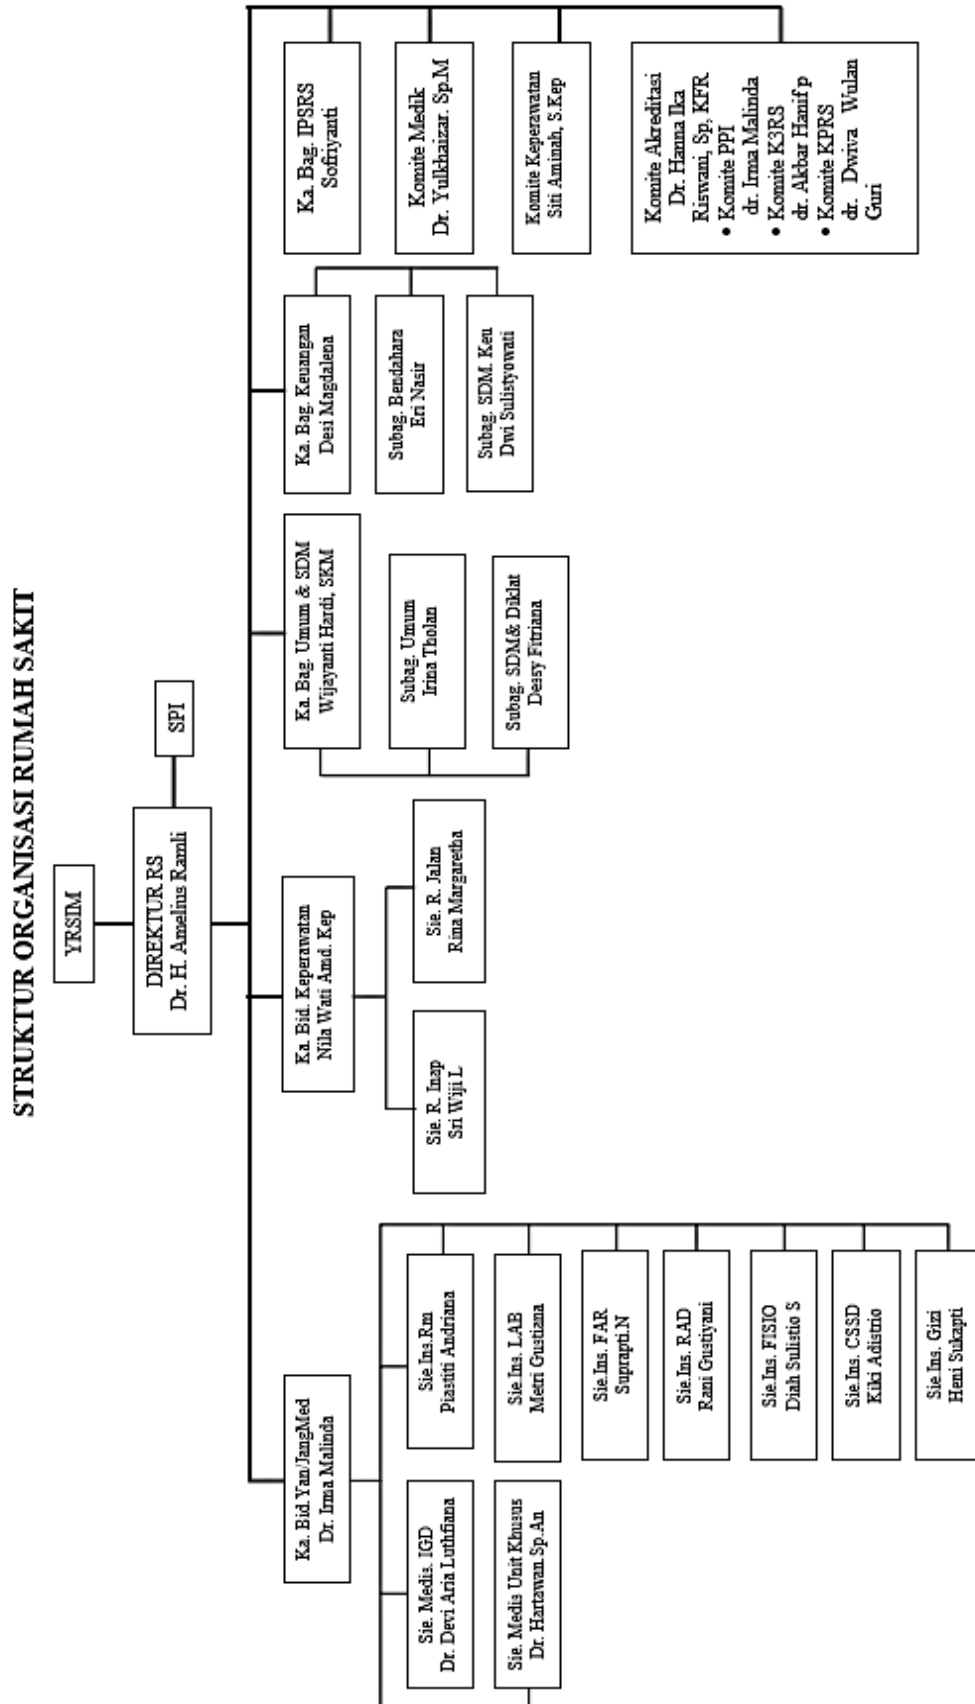 STRUKTUR ORGANISASI RUMAH SAKIT
YRSIM
DIREKTUR RS
Dr. H. Amelius Ramli
SPI
Ka. Bid.Yan/JangMed
Dr. Irma Malinda
Sie. Medis. IGD
Dr. Devi Aria Luthfiana
Sie. Medis Unit Khusus
Dr. Hartawan Sp.An
Sie.Ins.Rm
Piastiti Andriana
Sie.Ins. LAB
Metri Gustiana
Sie.Ins. FAR
Suprapti.N
Sie.Ins. RAD
Rani Gustiyani
Sie.Ins. FISIO
Diah Sulistio S
Sie.Ins. CSSD
Kiki Adistrio
Sie.Ins. Gizi
Heni Sukapti
Ka. Bid. Keperawatan
Nila Wati Amd. Kep
Sie. R. Inap
Sri Wiji L
Sie. R. Jalan
Rina Margaretha
Ka. Bag. Umum & SDM
Wijayanti Hardi, SKM
Subag. Umum
Irina Tholan
Subag. SDM& Diklat
Dessy Fitriana
Ka. Bag. Keuangan
Desi Magdalena
Subag. Bendahara
Eri Nasir
Subag. SDM. Keu
Dwi Sulistyowati
Ka. Bag. IPSRS
Sofriyanti
Komite Medik
Dr. Yulkhaizar. Sp.M
Komite Keperawatan
Siti Aminah, S.Kep
Komite Akreditasi
Dr. Hanna Ika
Riswani, Sp, KFR
• Komite PPI
dr. Irma Malinda
• Komite K3RS
dr. Akbar Hanif p
• Komite KPRS
dr. Dwiva Wulan
Guri